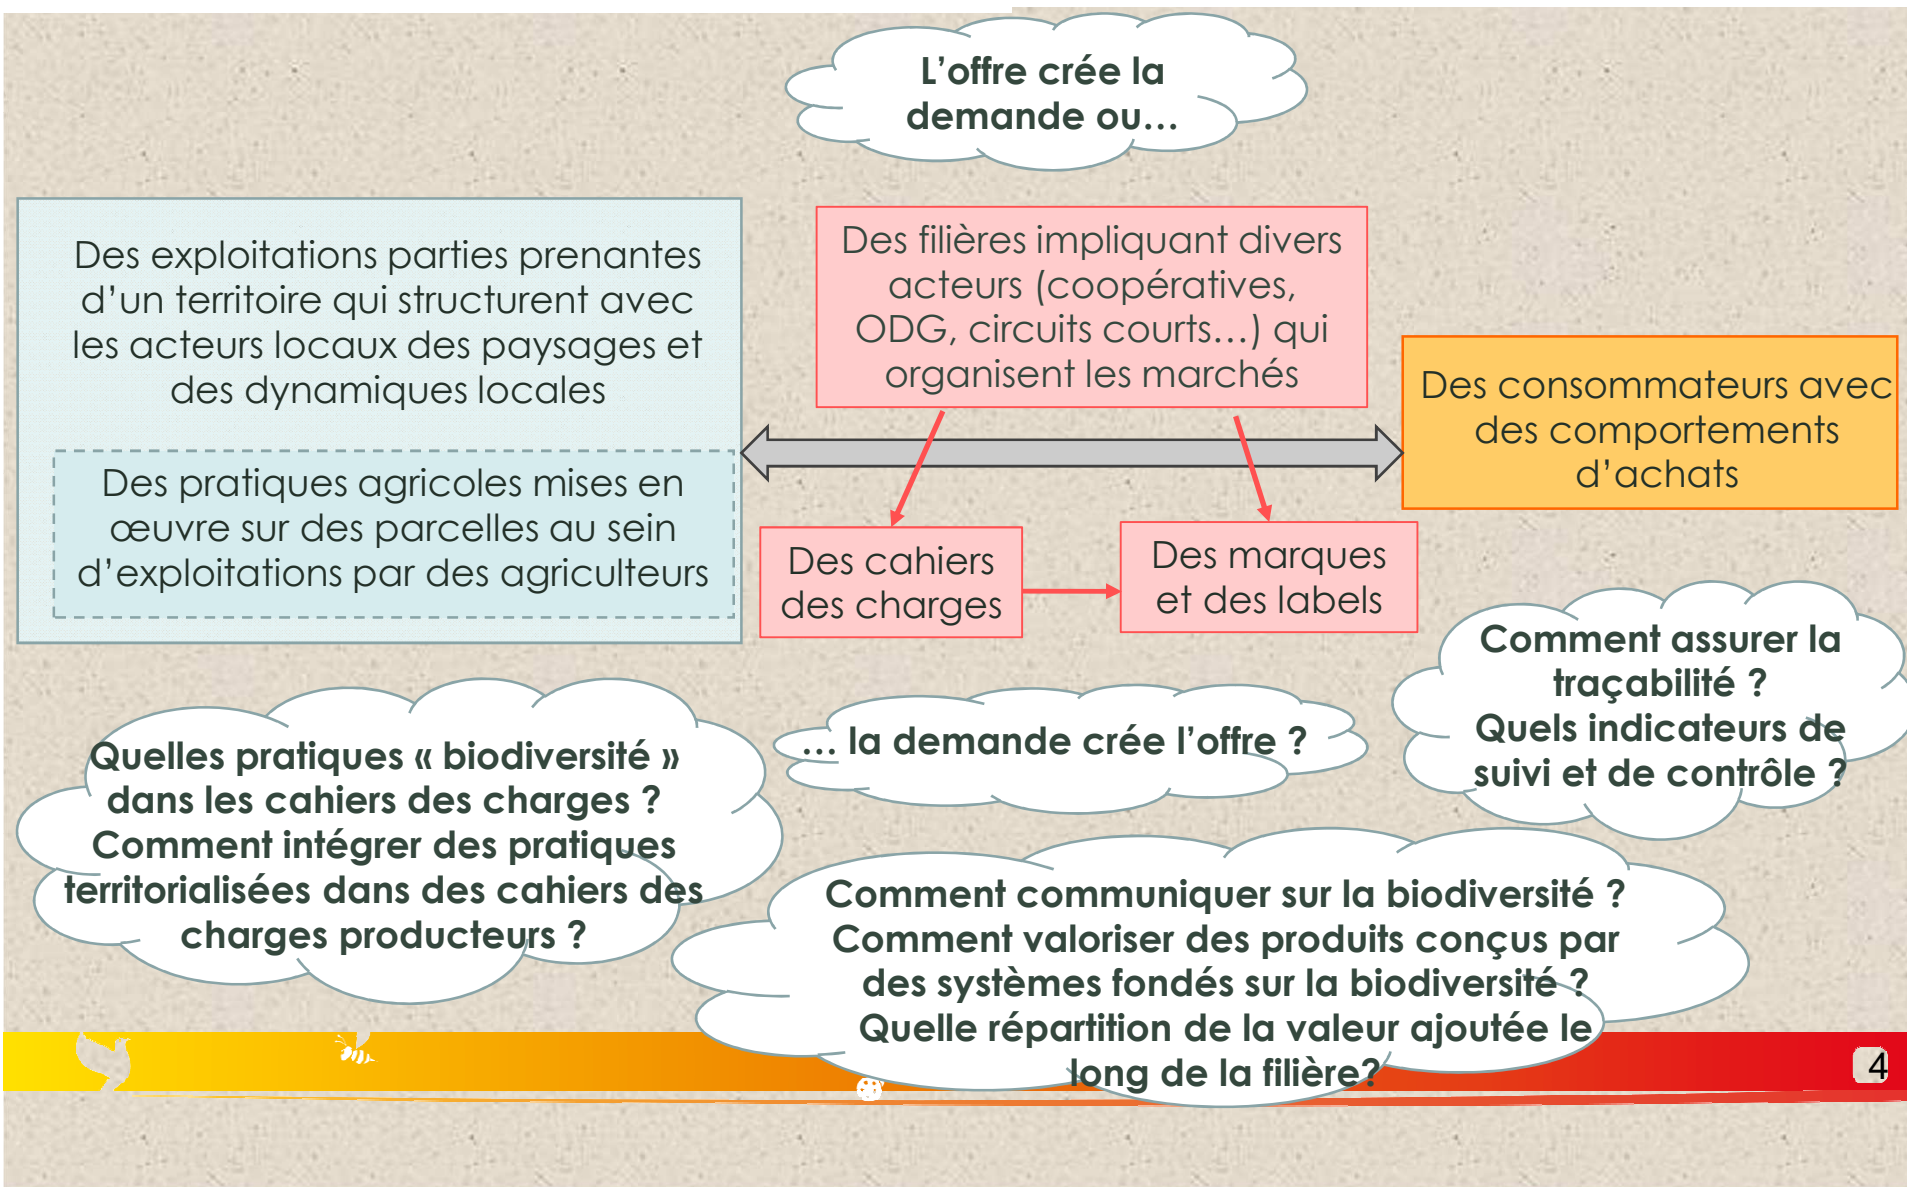 L’offre crée la
demande ou…
Des exploitations parties prenantes
d’un territoire qui structurent avec
les acteurs locaux des paysages et
des dynamiques locales
Des pratiques agricoles mises en
œuvre sur des parcelles au sein
d’exploitations par des agriculteurs
Des filières impliquant divers
acteurs (coopératives,
ODG, circuits courts…) qui
organisent les marchés
Des consommateurs avec
des comportements
d’achats
Des cahiers
des charges
Des marques
et des labels
Comment assurer la
traçabilité ?
Quels indicateurs de
suivi et de contrôle ?
… la demande crée l’offre ?
Quelles pratiques « biodiversité »
dans les cahiers des charges ?
Comment intégrer des pratiques
territorialisées dans des cahiers des
charges producteurs ?
Comment communiquer sur la biodiversité ?
Comment valoriser des produits conçus par
des systèmes fondés sur la biodiversité ?
Quelle répartition de la valeur ajoutée le
long de la filière?
4